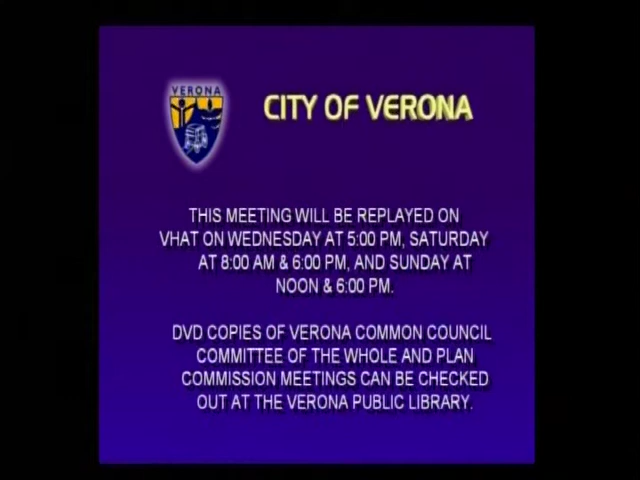 VERONA
CITY OF VERONA
THIS MEETING WILL BE REPLAYED ON
VHAT ON WEDNESDAY AT 5:00 PM, SATURDAY
AT 8:00 AM & 6:00 PM, AND SUNDAY AT
NOON & 6:00 PM.
DVD COPIES OF VERONA COMMON COUNCIL
COMMITTEE OF THE WHOLE AND PLAN
COMMISSION MEETINGS CAN BE CHECKED
OUT AT THE VERONA PUBLIC LIBRARY.